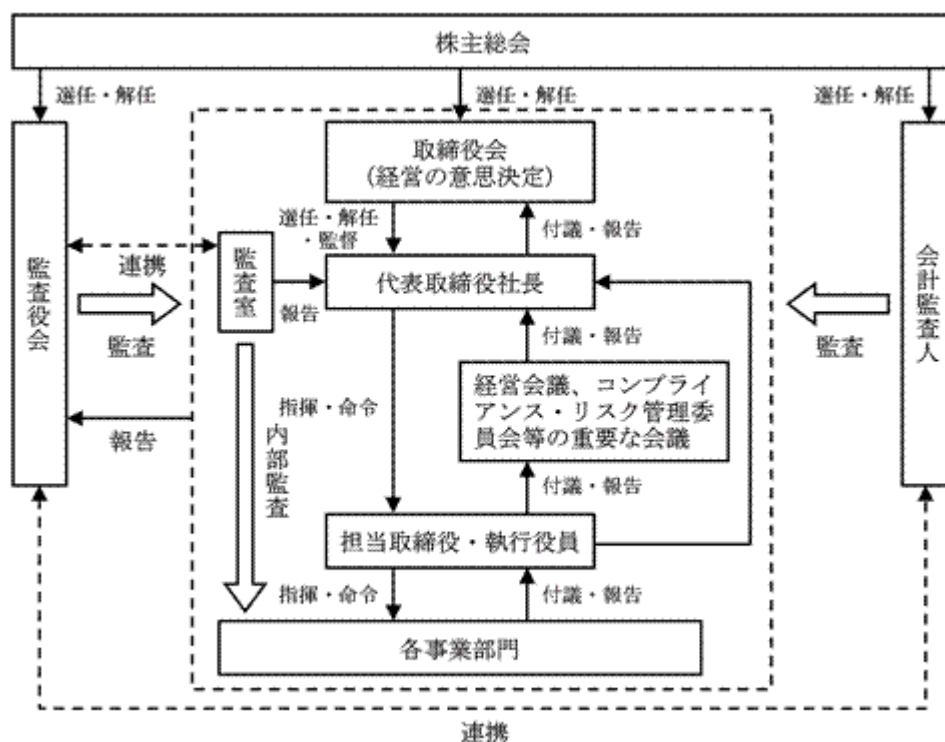 株主総会
選任・解任
選任・解任
選任・解任
取締役会
(経営の意思決定)
選任・解任
・監督
付議・報告
監査役会
連携
監査
報告
監査室
報告
代表取締役社長
会計監査人
監査
付議・報告
経営会議、コンプライ
アンス・リスク管理委
員会等の重要な会議
指揮・命令
内部監査
付議・報告
担当取締役・執行役員
指揮・命令
付議・報告
各事業部門
連携